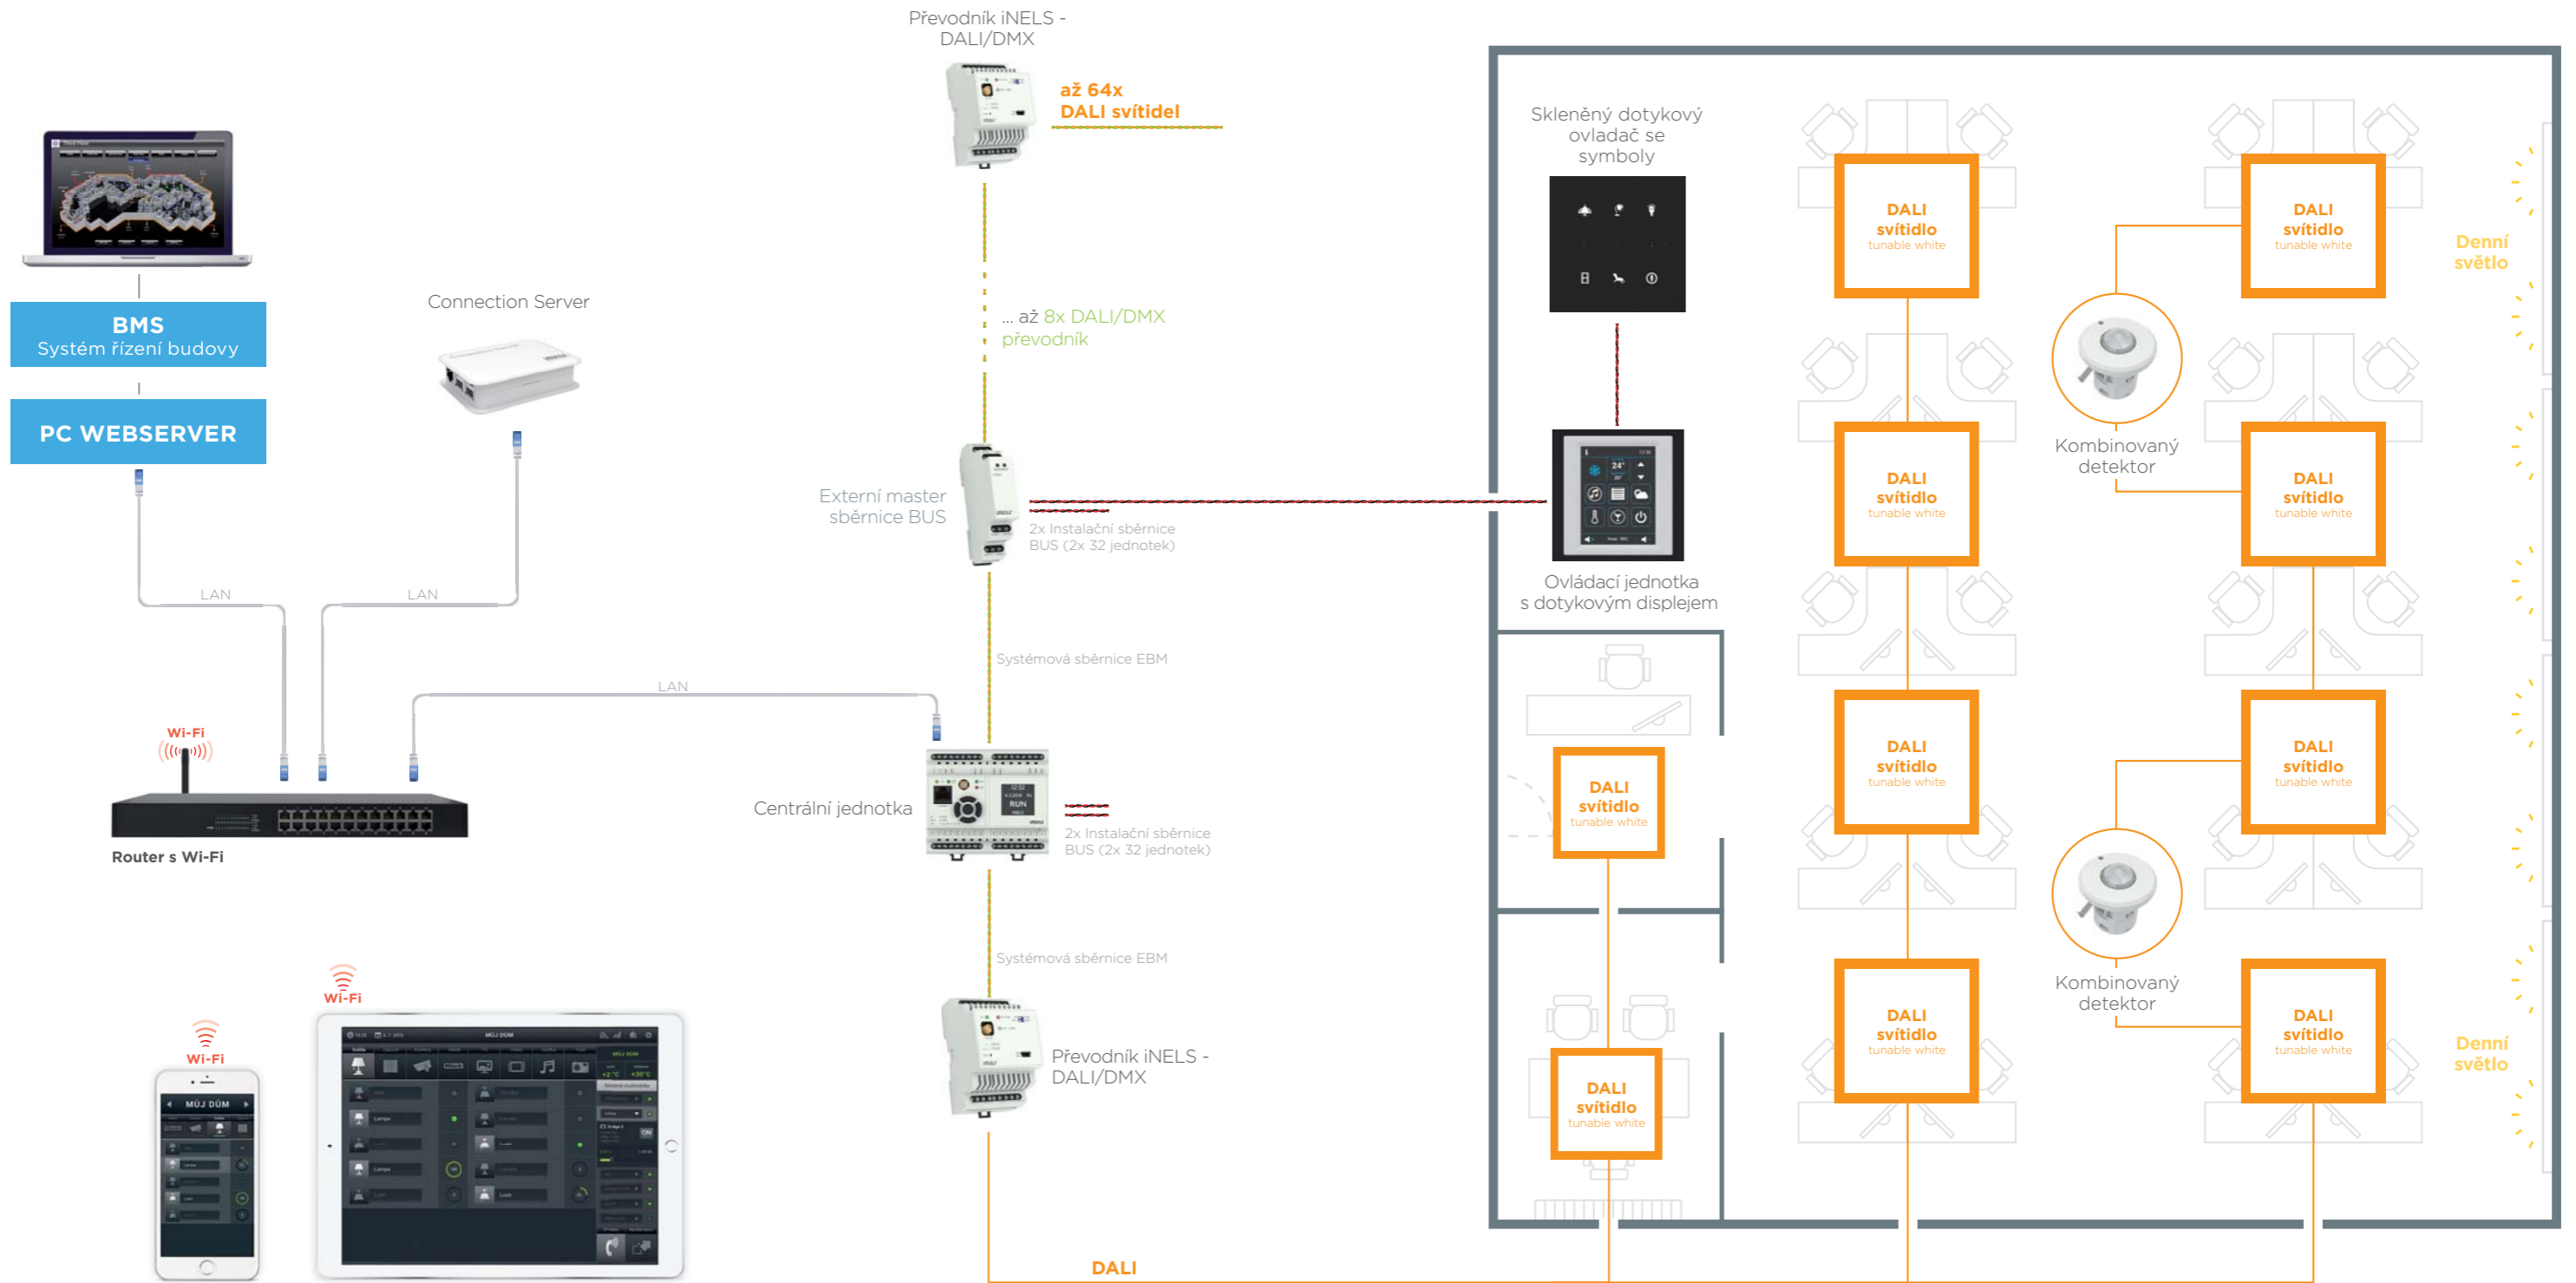 Převodník iNELS -
DALI/DMX
až 64x
DALI svítidel
... až 8x DALI/DMX
převodník
BMS
Systém řízení budovy
PC WEBSERVER
Connection Server
Externí master
sběrnice BUS
2x Instalační sběrnice
BUS (2x 32 jednotek)
LAN
LAN
LAN
Systémová sběrnice EBM
Wi-Fi
Router s Wi-Fi
Centrální jednotka
RUN
2x Instalační sběrnice
BUS (2x 32 jednotek)
Systémová sběrnice EBM
Převodník iNELS -
DALI/DMX
DALI
Wi-Fi
MŮJ DŮM
Wi-Fi
MŮJ DŮM
Skleněný dotykový
ovladač se
symboly
24°
Ovládací jednotka
s dotykovým displejem
DALI
svítidlo
tunable white
DALI
svítidlo
tunable white
DALI
svítidlo
tunable white
DALI
svítidlo
tunable white
DALI
svítidlo
tunable white
DALI
svítidlo
tunable white
DALI
svítidlo
tunable white
DALI
svítidlo
tunable white
DALI
svítidlo
tunable white
DALI
svítidlo
tunable white
Kombinovaný
detektor
Kombinovaný
detektor
Denní
světlo
Denní
světlo